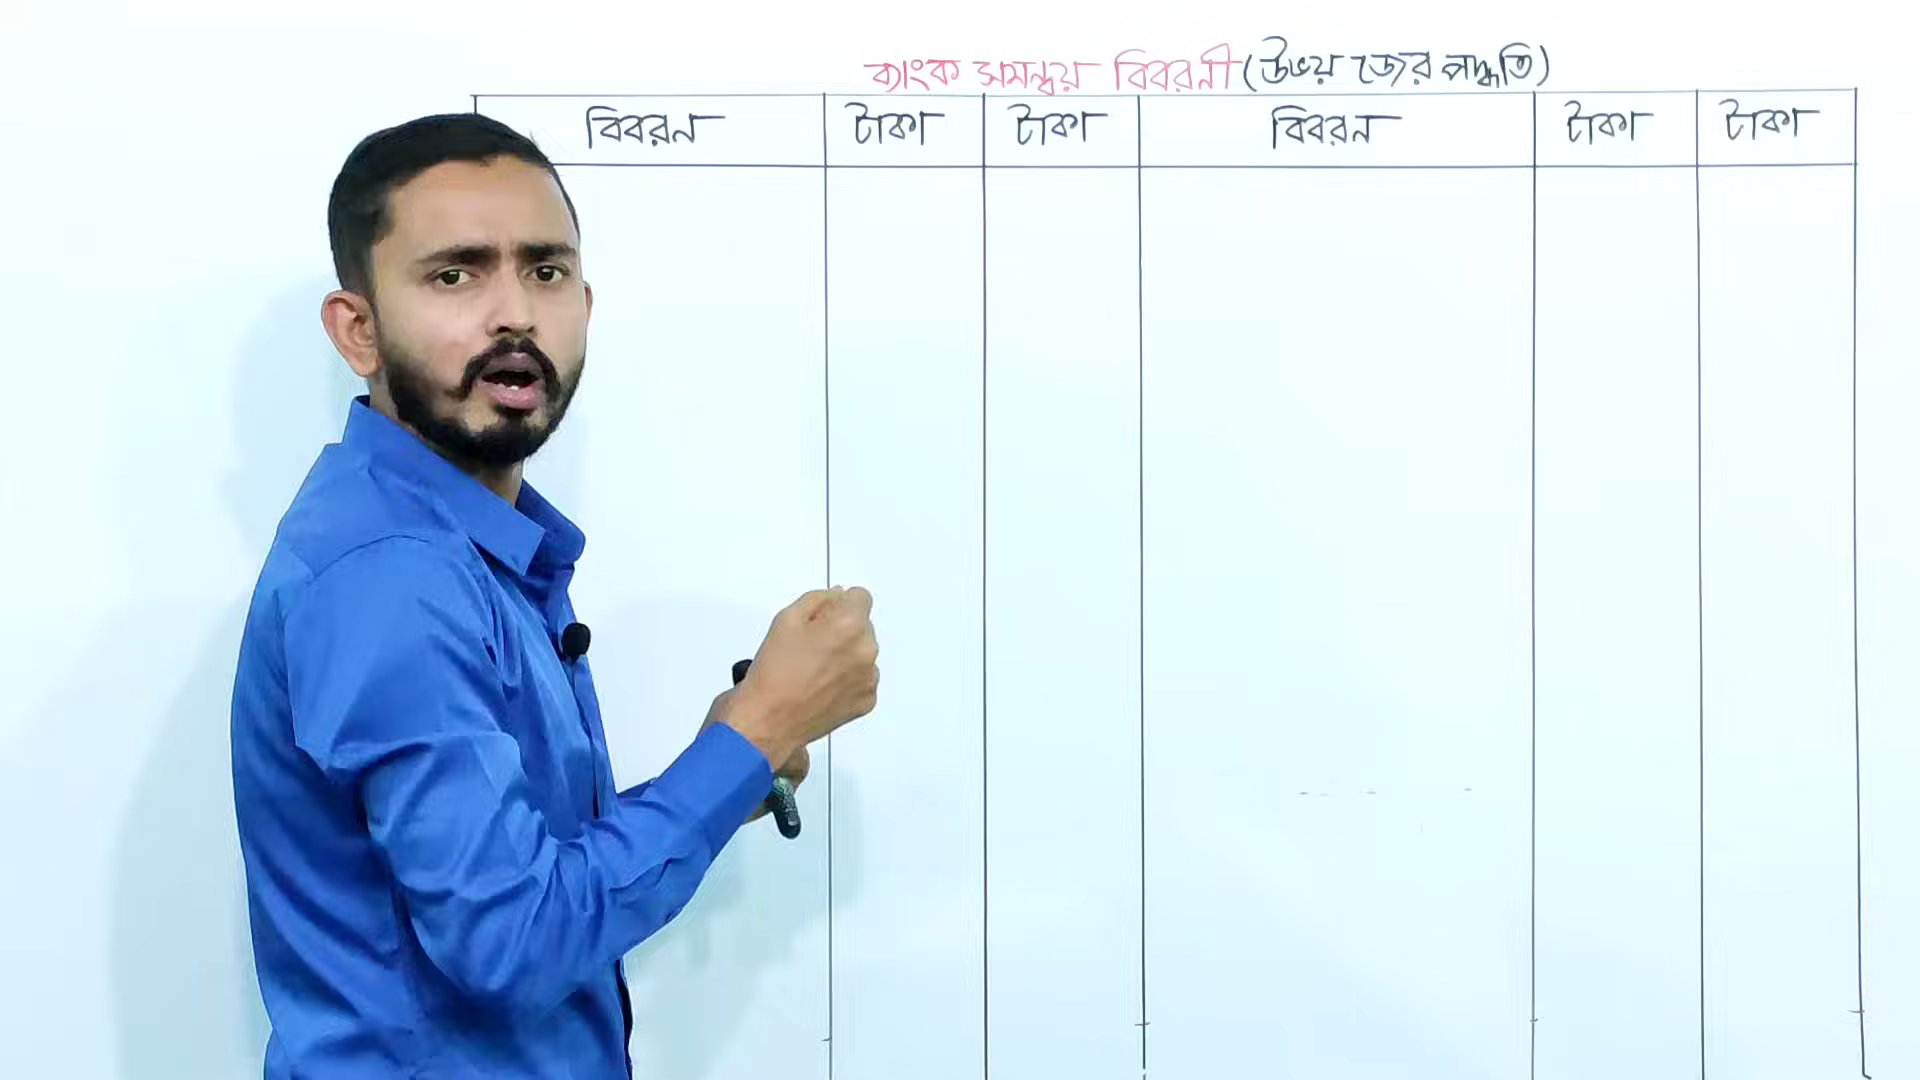 ব্যাংক সমন্বয় বিবরনী (উভয় জের পদ্ধতি)
বিবরন টাকা টাকা বিবরন টাকা টাকা